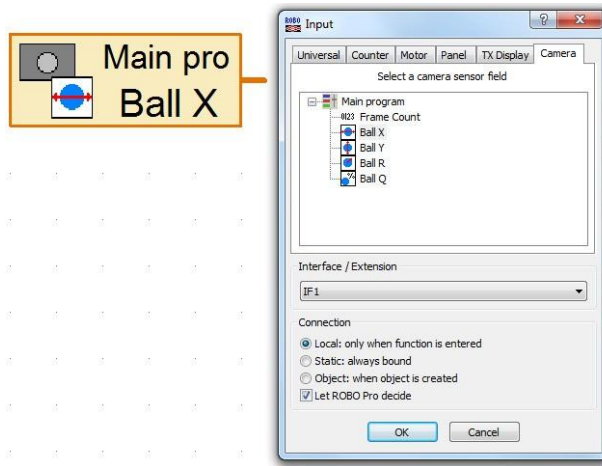 Main pro
Ball X
ROBO
Input
Universal Counter Motor Panel TX Display Camera
Select a camera sensor field
Main program
0123 Frame Count
Ball X
Ball Y
Ball R
% Ball Q
Interface / Extension
IF1
Connection
Local: only when function is entered
Static: always bound
Object: when object is created
Let ROBO Pro decide
OK Cancel